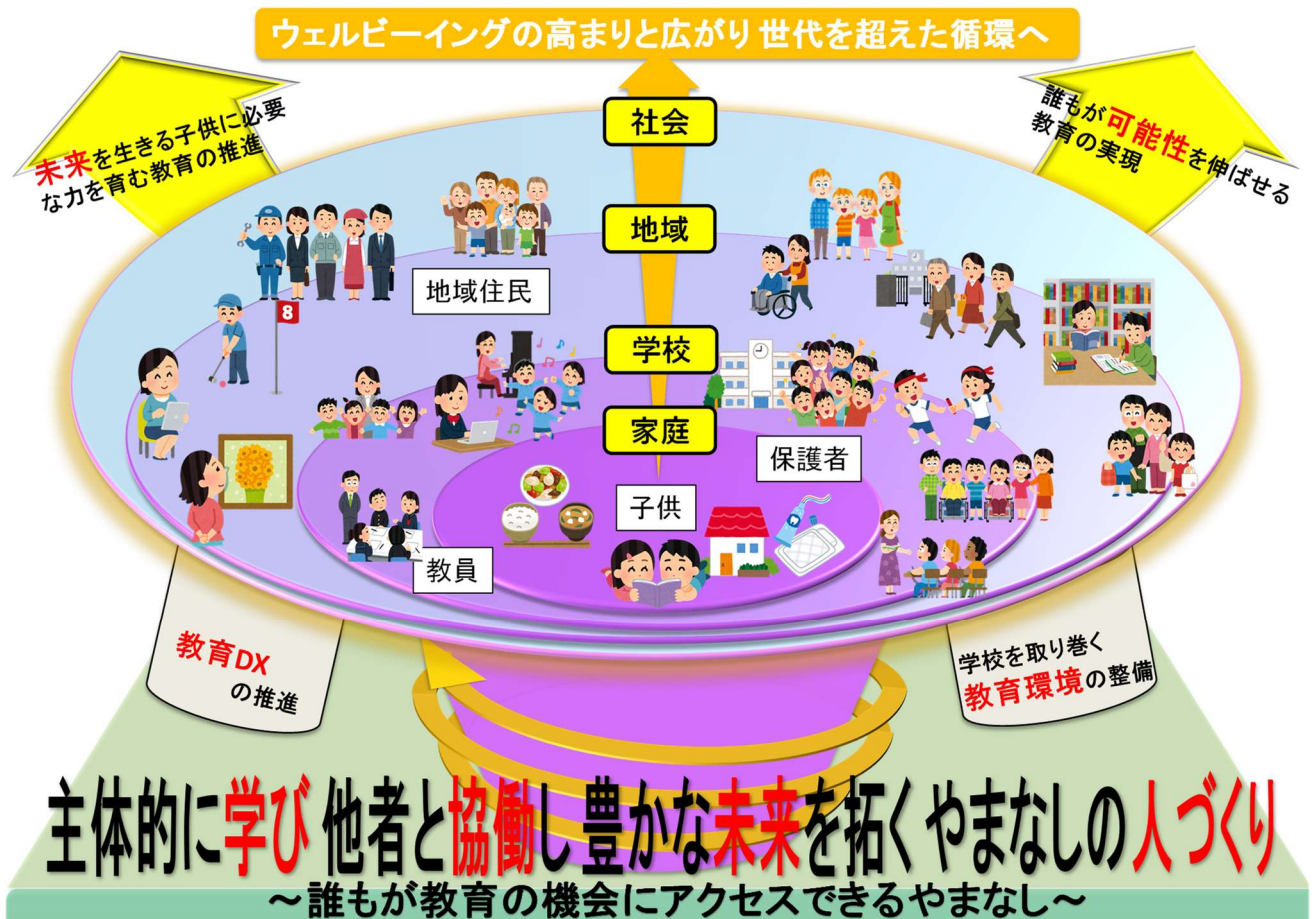 ウェルビーイングの高まりと広がり 世代を超えた循環へ
未来を生きる子供に必要
な力を育む教育の推進
誰もが可能性を伸ばせる
教育の実現
社会
地域
地域住民
8
学校
家庭
保護者
子供
教員
教育DX
の推進
学校を取り巻く
教育環境の整備
主体的に学び 他者と協働し 豊かな未来を拓く やまなしの人づくり
～誰もが教育の機会にアクセスできるやまなし～